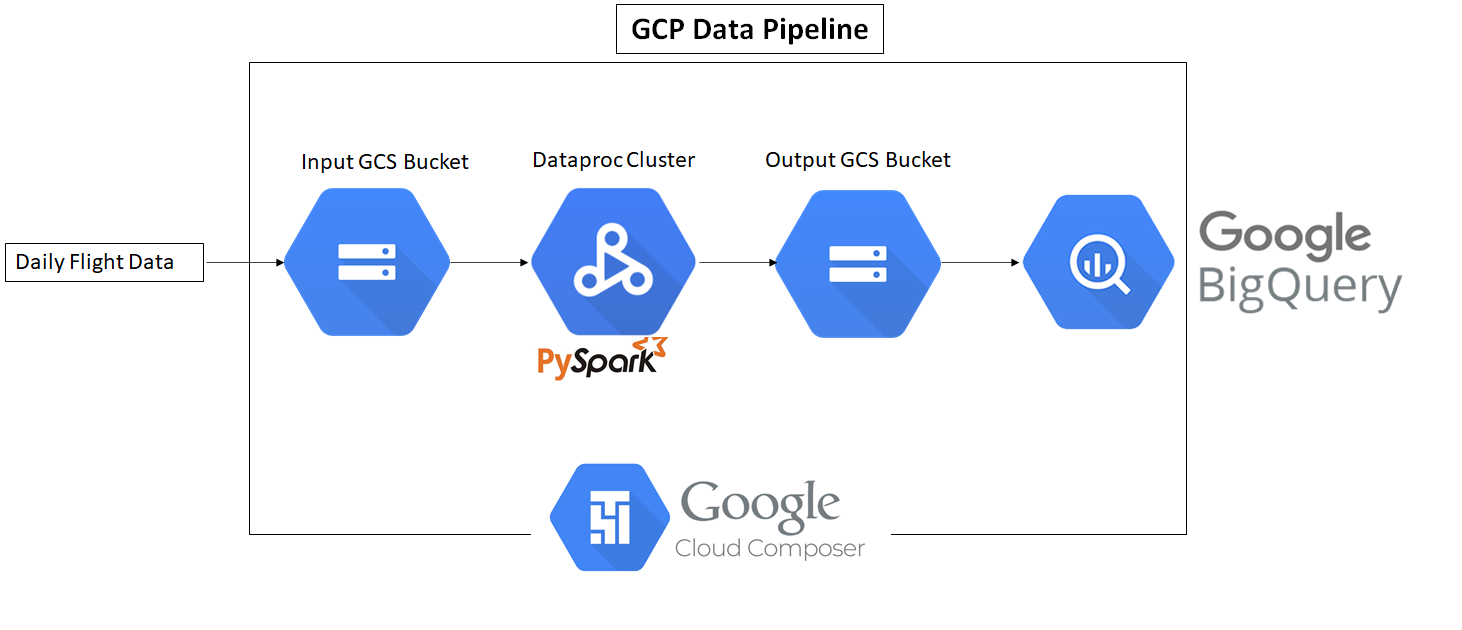 GCP Data Pipeline
Input GCS Bucket
Dataproc Cluster
Output GCS Bucket
Daily Flight Data
Google
BigQuery
PySpark
Google
Cloud Composer